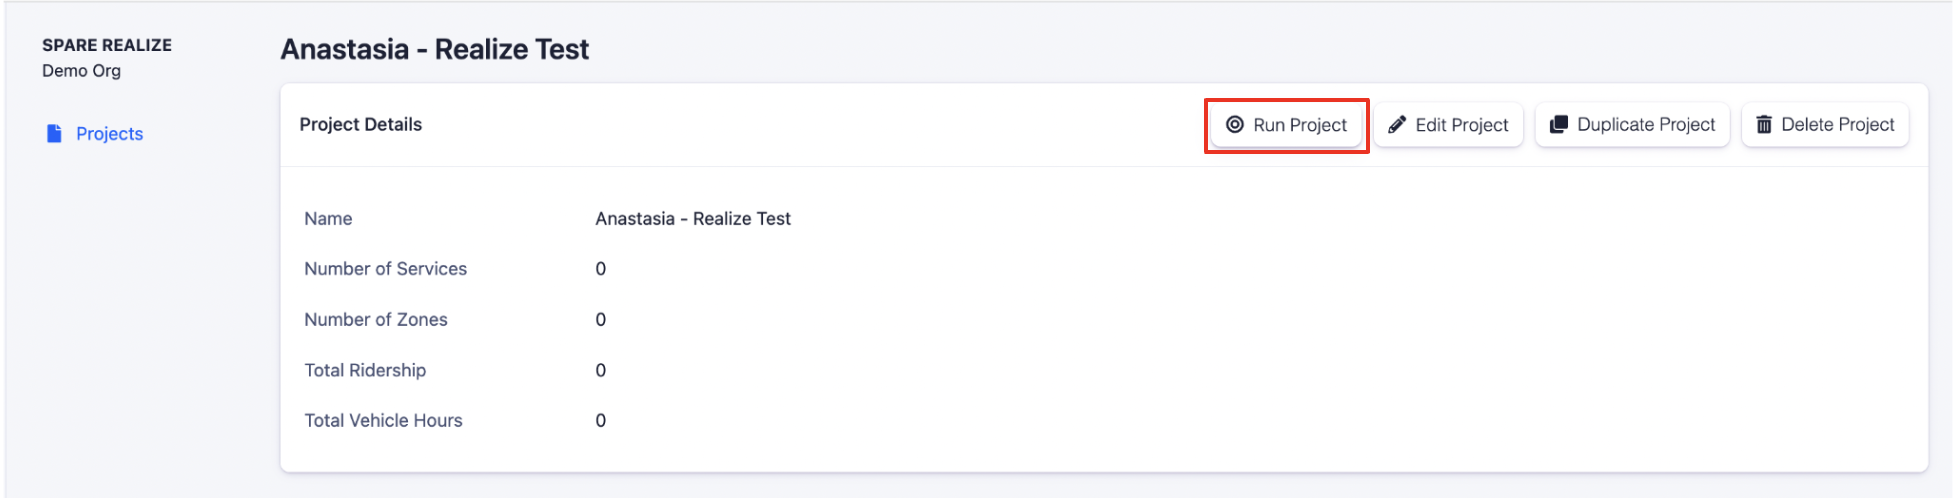 SPARE REALIZE
Demo Org
Projects
Anastasia - Realize Test
Project Details
Run Project
Edit Project
Duplicate Project
Delete Project
Name Anastasia - Realize Test
Number of Services 0
Number of Zones 0
Total Ridership 0
Total Vehicle Hours 0